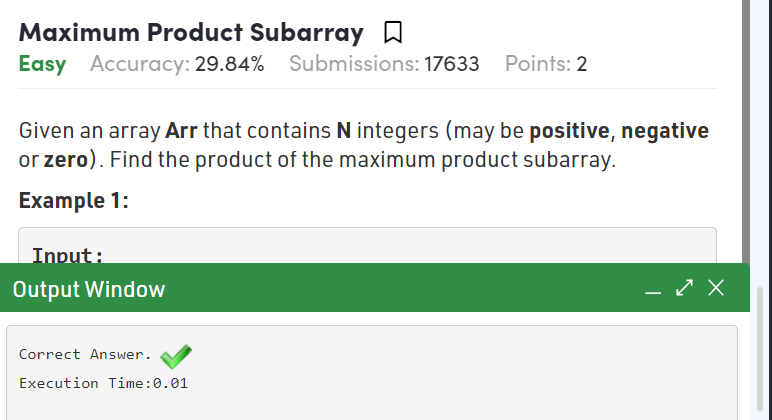 Maximum Product Subarray
Easy Accuracy: 29.84% Submissions: 17633 Points: 2
Given an array Arr that contains N integers (may be positive, negative
or zero). Find the product of the maximum product subarray.
Example 1:
Input:
Output Window
Correct Answer.
Execution Time:0.01